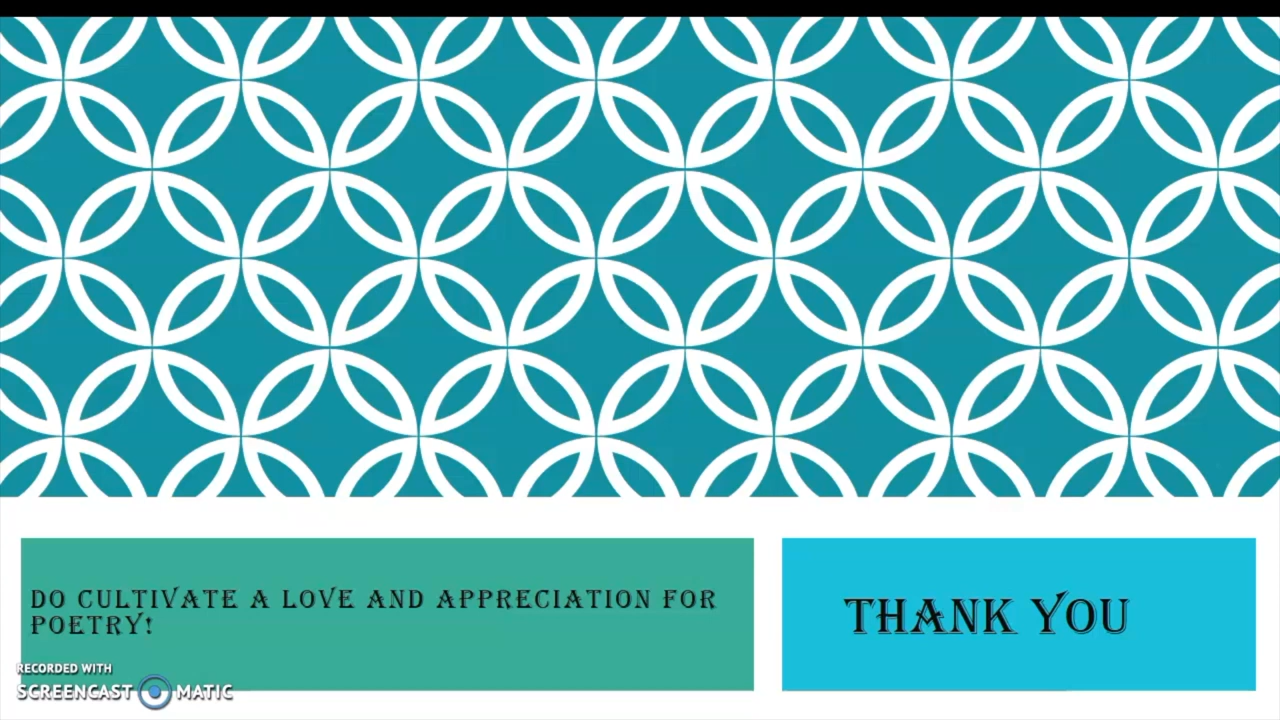 DO CULTIVATE A LOVE AND APPRECIATION FOR
POETRY!
THANK YOU
RECORDED WITH
SCREENCAST MATIC